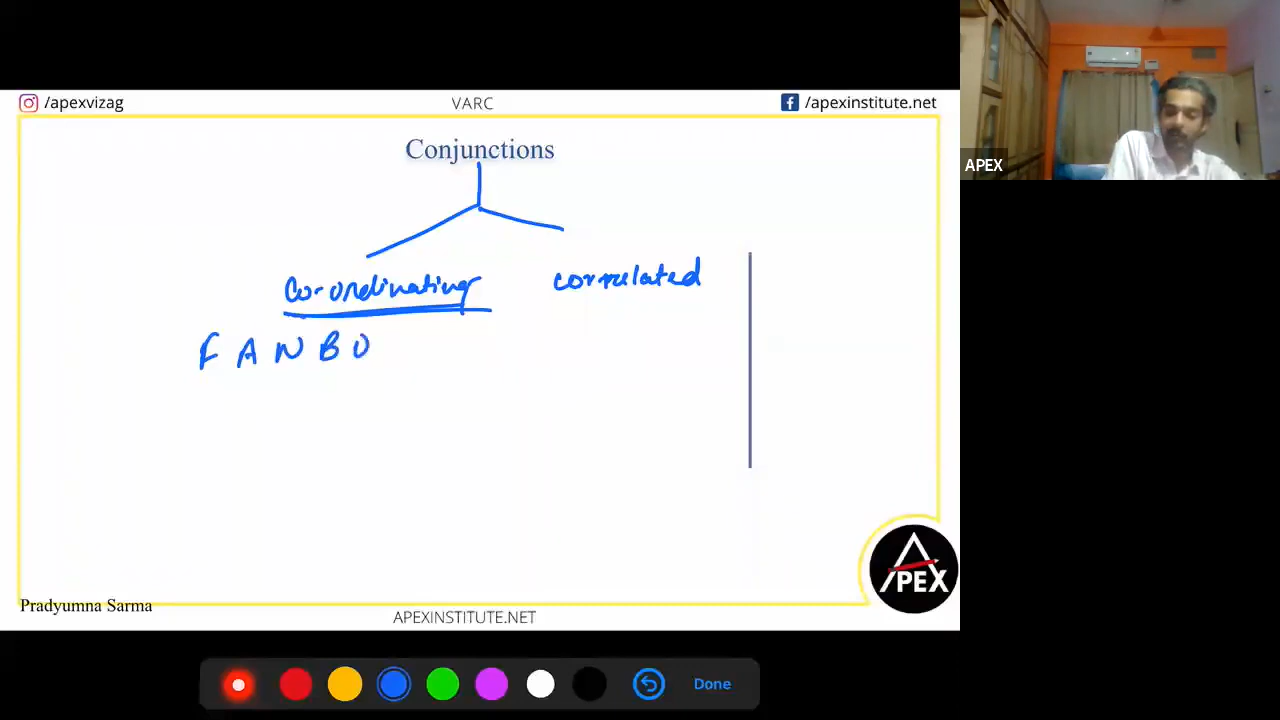 /apexvizag
VARC
/apexinstitute.net
Conjunctions
APEX
Co-ordinating
correlated
F A N B O
APEX
Pradyumna Sarma
APEXINSTITUTE.NET
Done